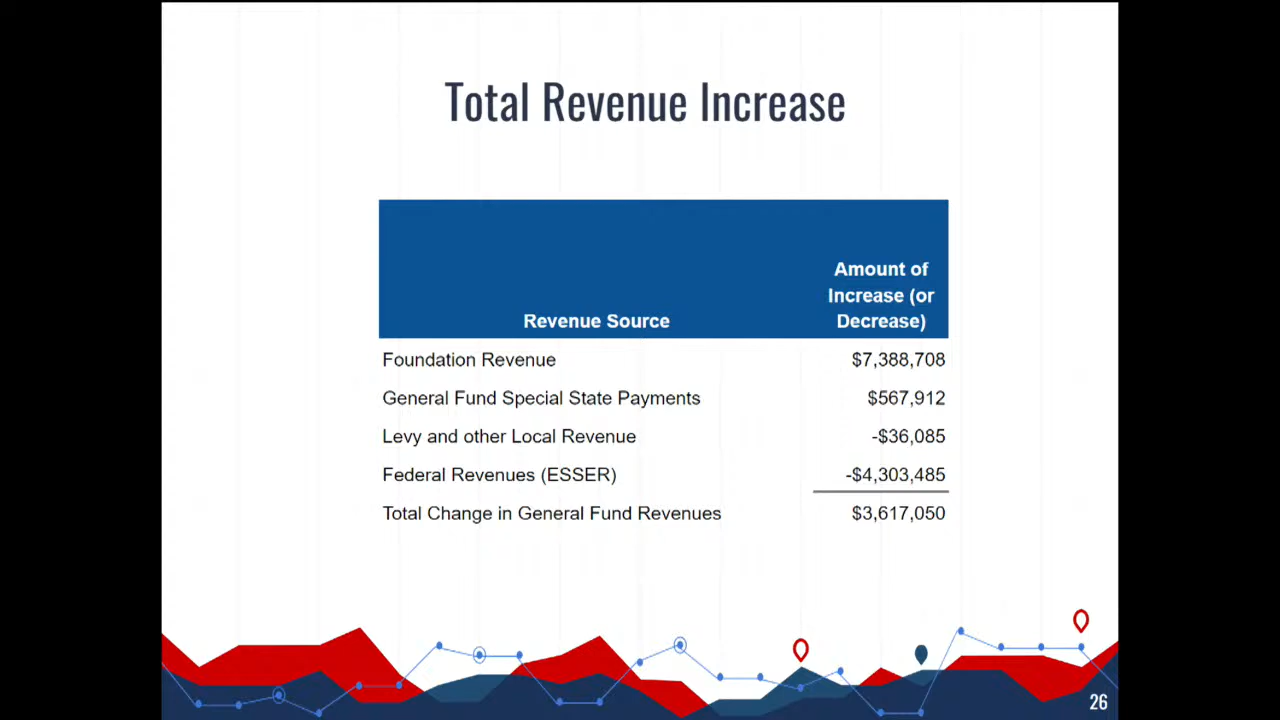 Total Revenue Increase
Revenue Source
Amount of
Increase (or
Decrease)
Foundation Revenue $7,388,708
General Fund Special State Payments $567,912
Levy and other Local Revenue -$36,085
Federal Revenues (ESSER) -$4,303,485
Total Change in General Fund Revenues $3,617,050
26